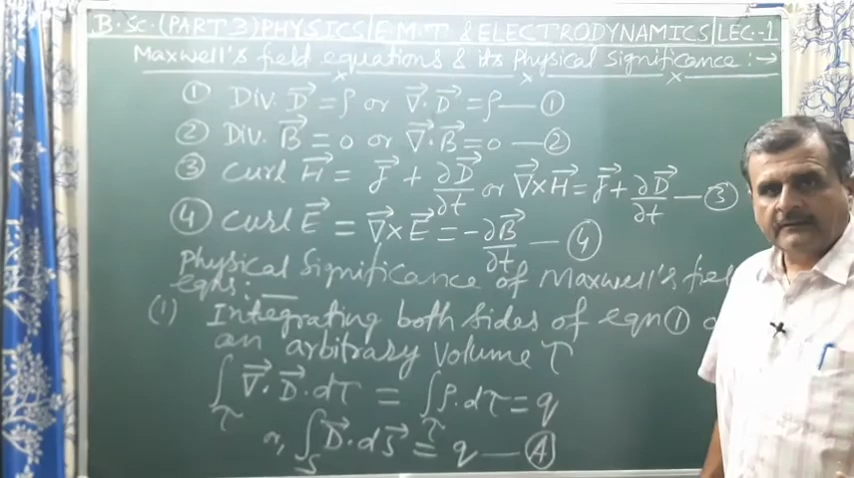 B.SC.(PART 3) PHYSICS|E.M.T & ELECTRODYNAMICS|LEC-1
Maxwell's field equations & its Physical Significance :→
① Div. D⃗ = ρ or ∇⃗. D⃗ = ρ — ①
② Div. B⃗ = 0 or ∇⃗. B⃗ = 0 — ②
③ curl H⃗ = J⃗ + ∂D⃗/∂t or ∇⃗×H⃗ = J⃗ + ∂D⃗/∂t — ③
④ curl E⃗ = ∇⃗×E⃗ = -∂B⃗/∂t — ④
Physical Significance of Maxwell's field
eqns: —
(1) Integrating both sides of eqn ①
an arbitrary volume τ
∫τ ∇⃗. D⃗. dτ = ∫τ ρ. dτ = q
or, ∫S D⃗. dS⃗ = q — Ⓐ